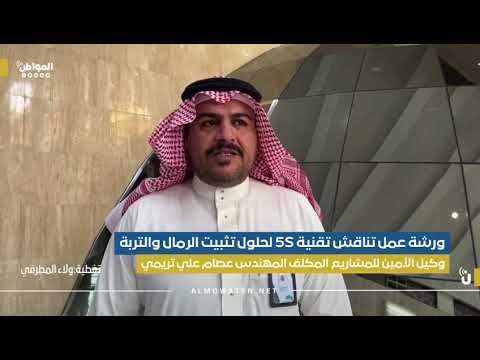 المواطن
ورشة عمل تناقش تقنية 5S لحلول تثبيت الرمال والتربة
وكيل الأمين للمشاريع المكلف المهندس عصام علي تريمي
تغطية: ولاء المطرفي
ALMOWATEN.NET